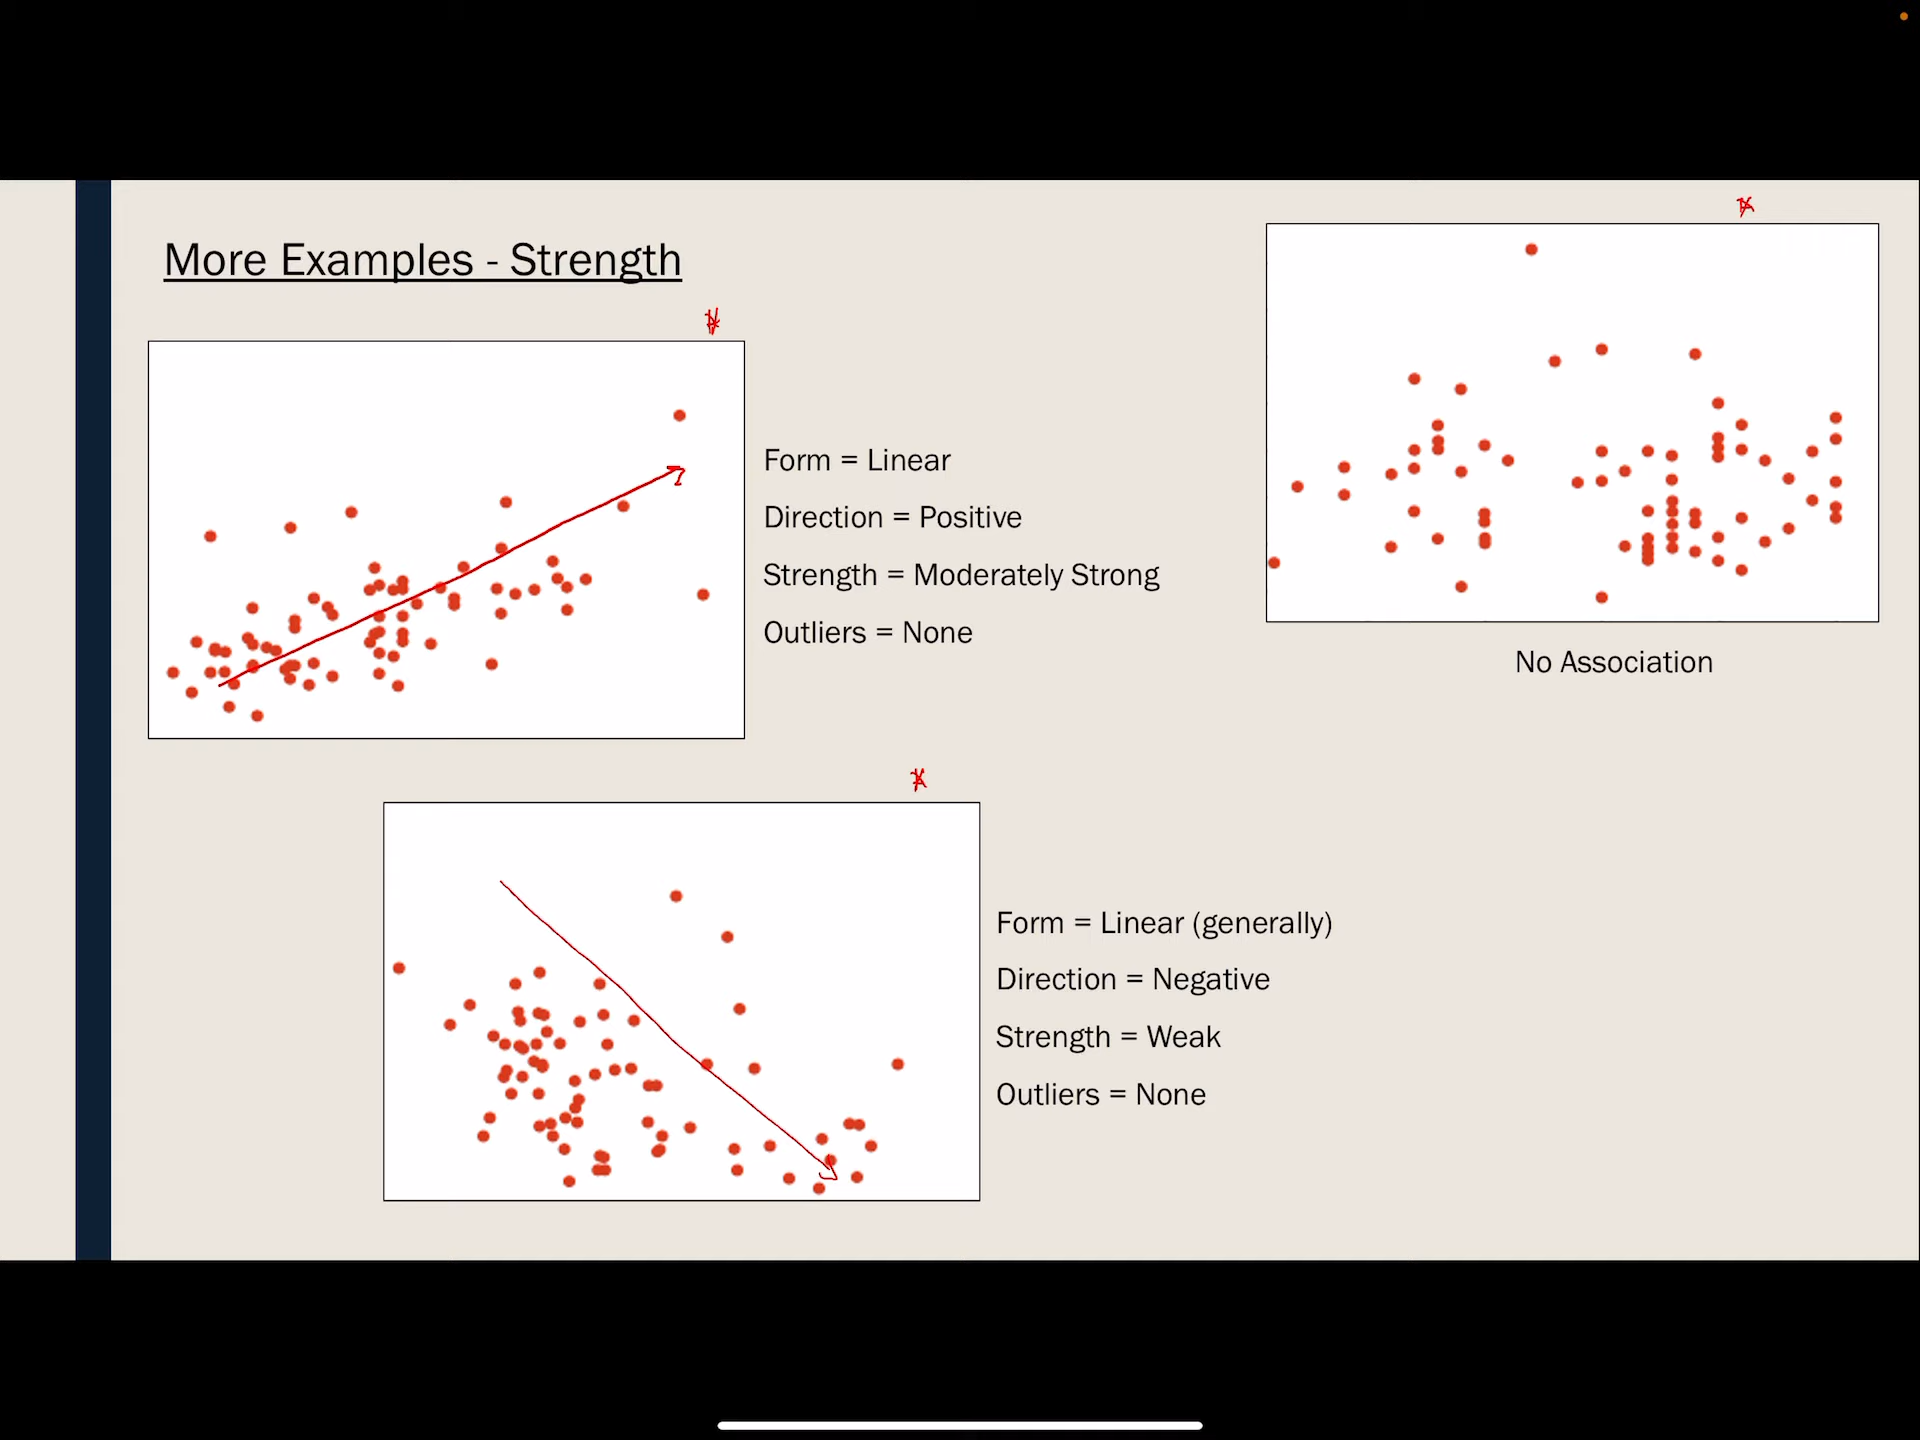 More Examples - Strength
Form = Linear
Direction = Positive
Strength = Moderately Strong
Outliers = None
No Association
Form = Linear (generally)
Direction = Negative
Strength = Weak
Outliers = None